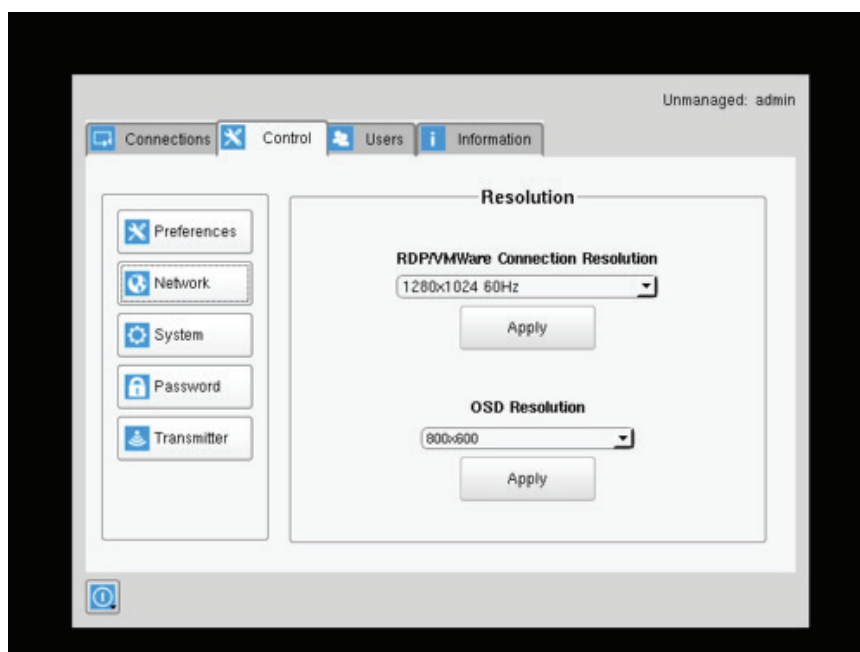 Unmanaged: admin
Connections
Control
Users
Information
Preferences
Network
System
Password
Transmitter
Resolution
RDP/VMWare Connection Resolution
1280x1024 60Hz
Apply
OSD Resolution
800x600
Apply